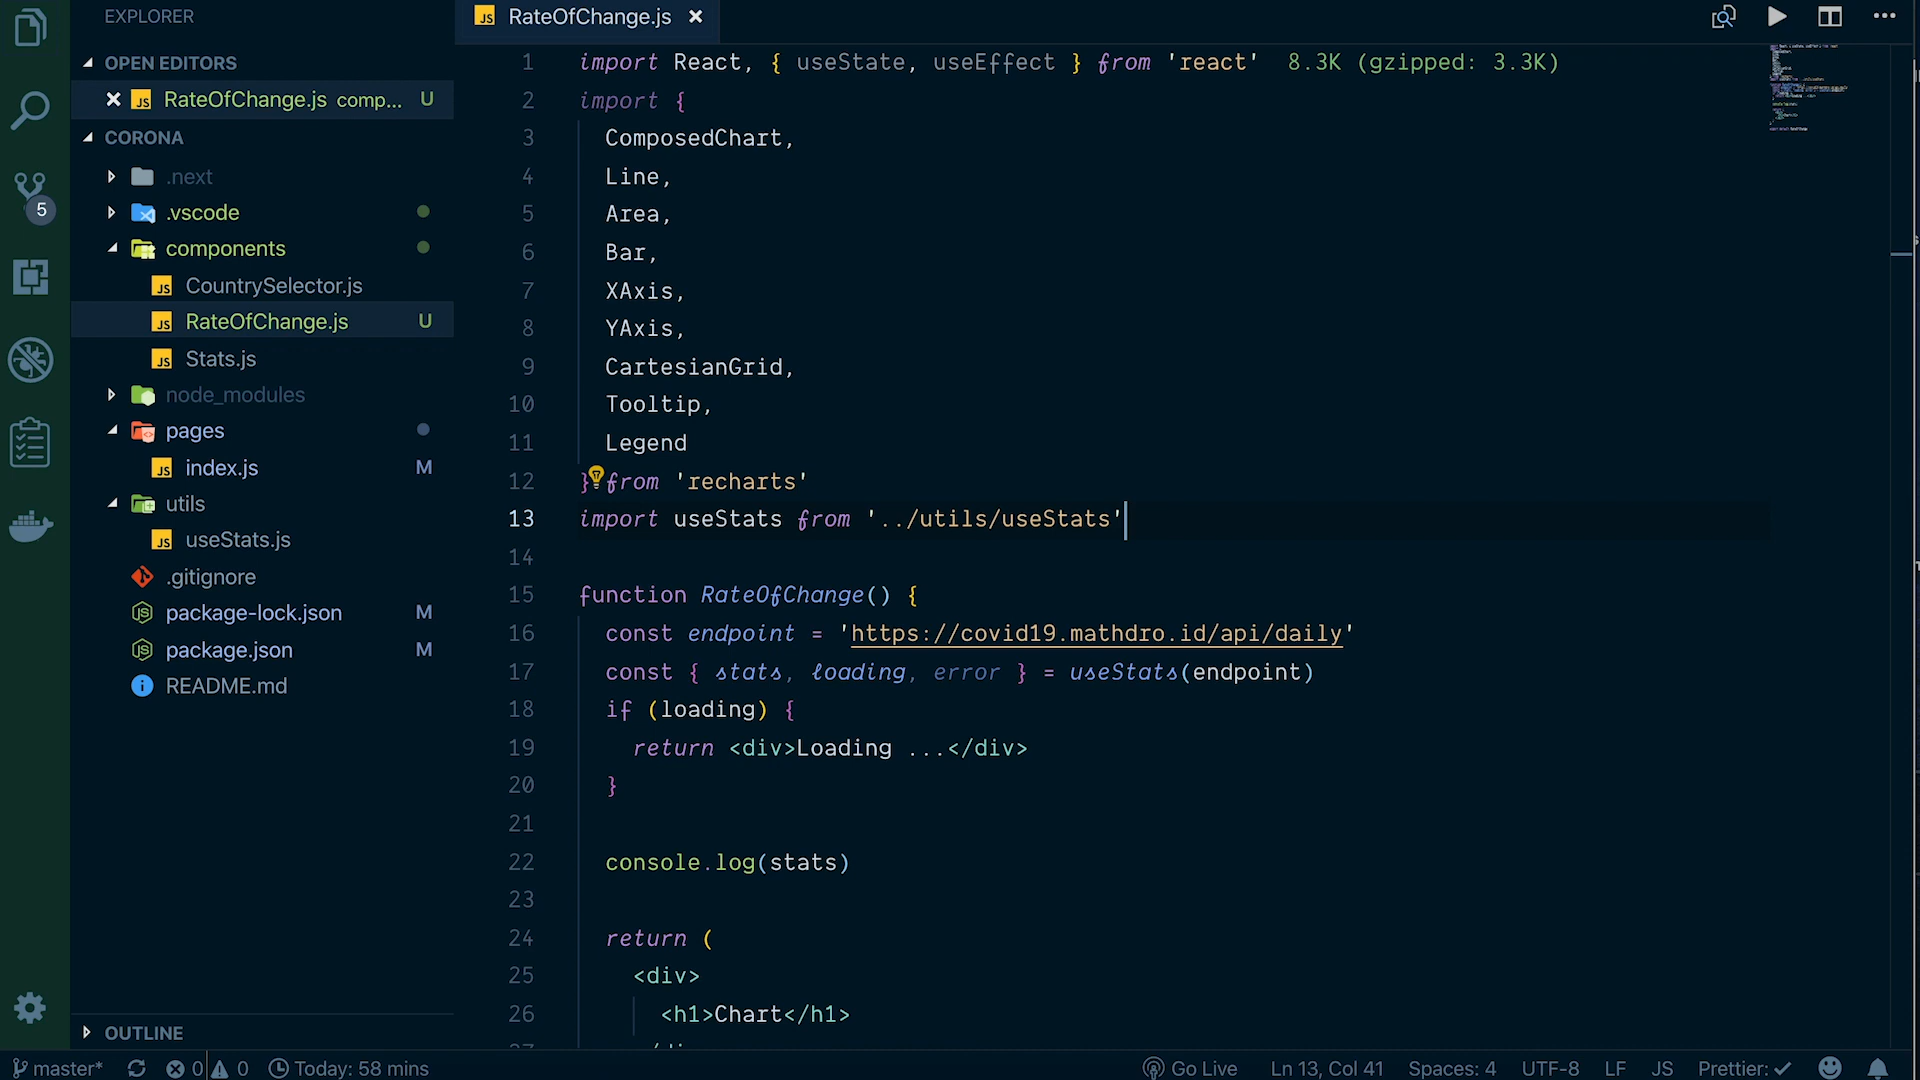 EXPLORER
OPEN EDITORS
RateOfChange.js comp... U
CORONA
.next
.vscode
components
CountrySelector.js
RateOfChange.js U
Stats.js
node_modules
pages
index.js M
utils
useStats.js
.gitignore
package-lock.json M
package.json M
README.md
OUTLINE
5
RateOfChange.js
1 import React, { useState, useEffect } from 'react' 8.3K (gzipped: 3.3K)
2 import {
3 ComposedChart,
4 Line,
5 Area,
6 Bar,
7 XAxis,
8 YAxis,
9 CartesianGrid,
10 Tooltip,
11 Legend
12 } from 'recharts'
13 import useStats from '../utils/useStats'
14
15 function RateOfChange() {
16 const endpoint = 'https://covid19.mathdro.id/api/daily'
17 const { stats, loading, error } = useStats(endpoint)
18 if (loading) {
19 return <div>Loading ...</div>
20 }
21
22 console.log(stats)
23
24 return (
25 <div>
26 <h1>Chart</h1>
master* 0 0 Today: 58 mins Go Live Ln 13, Col 41 Spaces: 4 UTF-8 LF JS Prettier: ✓